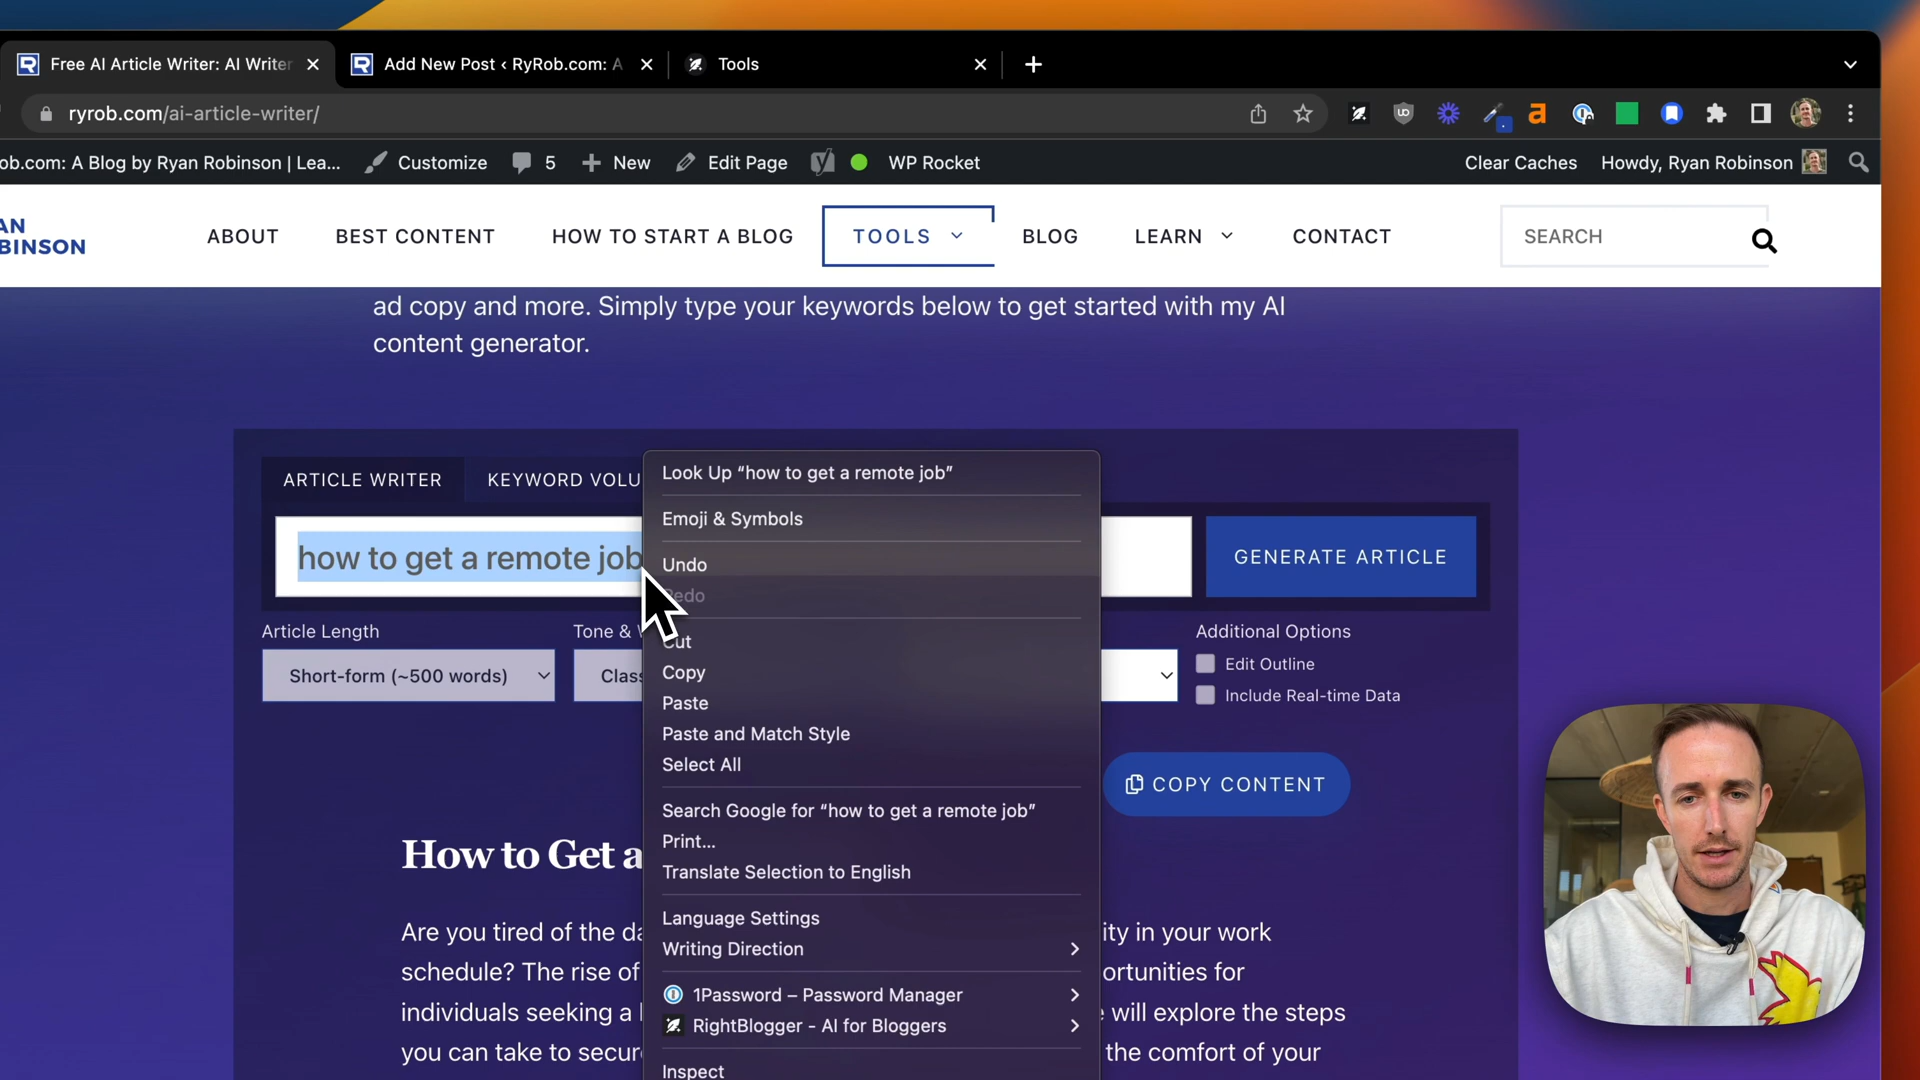 Free AI Article Writer: AI Writer
Add New Post ‹ RyRob.com: A
Tools
ryrob.com/ai-article-writer/
ob.com: A Blog by Ryan Robinson | Lea...
Customize
5
New
Edit Page
WP Rocket
Clear Caches
Howdy, Ryan Robinson
AN
BINSON
ABOUT
BEST CONTENT
HOW TO START A BLOG
TOOLS
BLOG
LEARN
CONTACT
SEARCH
ad copy and more. Simply type your keywords below to get started with my AI
content generator.
ARTICLE WRITER
KEYWORD VOLU
how to get a remote job
GENERATE ARTICLE
Article Length
Tone &
Short-form (~500 words)
Clas
Additional Options
Edit Outline
Include Real-time Data
Look Up “how to get a remote job”
Emoji & Symbols
Undo
Redo
Cut
Copy
Paste
Paste and Match Style
Select All
Search Google for “how to get a remote job”
Print...
Translate Selection to English
Language Settings
Writing Direction
1Password – Password Manager
RightBlogger - AI for Bloggers
Inspect
COPY CONTENT
How to Get a
Are you tired of the da
ity in your work
schedule? The rise of
ortunities for
individuals seeking a
will explore the steps
you can take to secur
the comfort of your